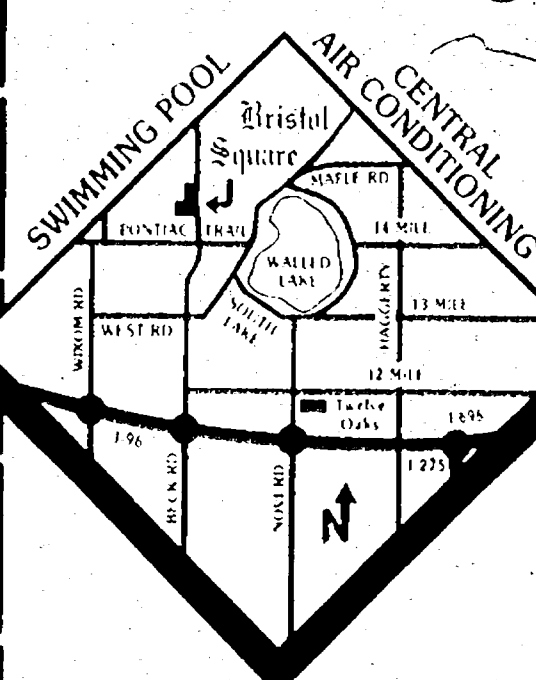 SWIMMING POOL
CENTRAL
AIR CONDITIONING
Bristol
Square
MAPLE RD
PONTIAC TRAIL
14 MILE
WALLED
LAKE
WIXOM RD
HAGGERTY
13 MILE
WEST RD
SOUTH
LAKE
12 MILE
Twelve
Oaks
I-696
I-96
I-275
BECK RD
NOVI RD
N